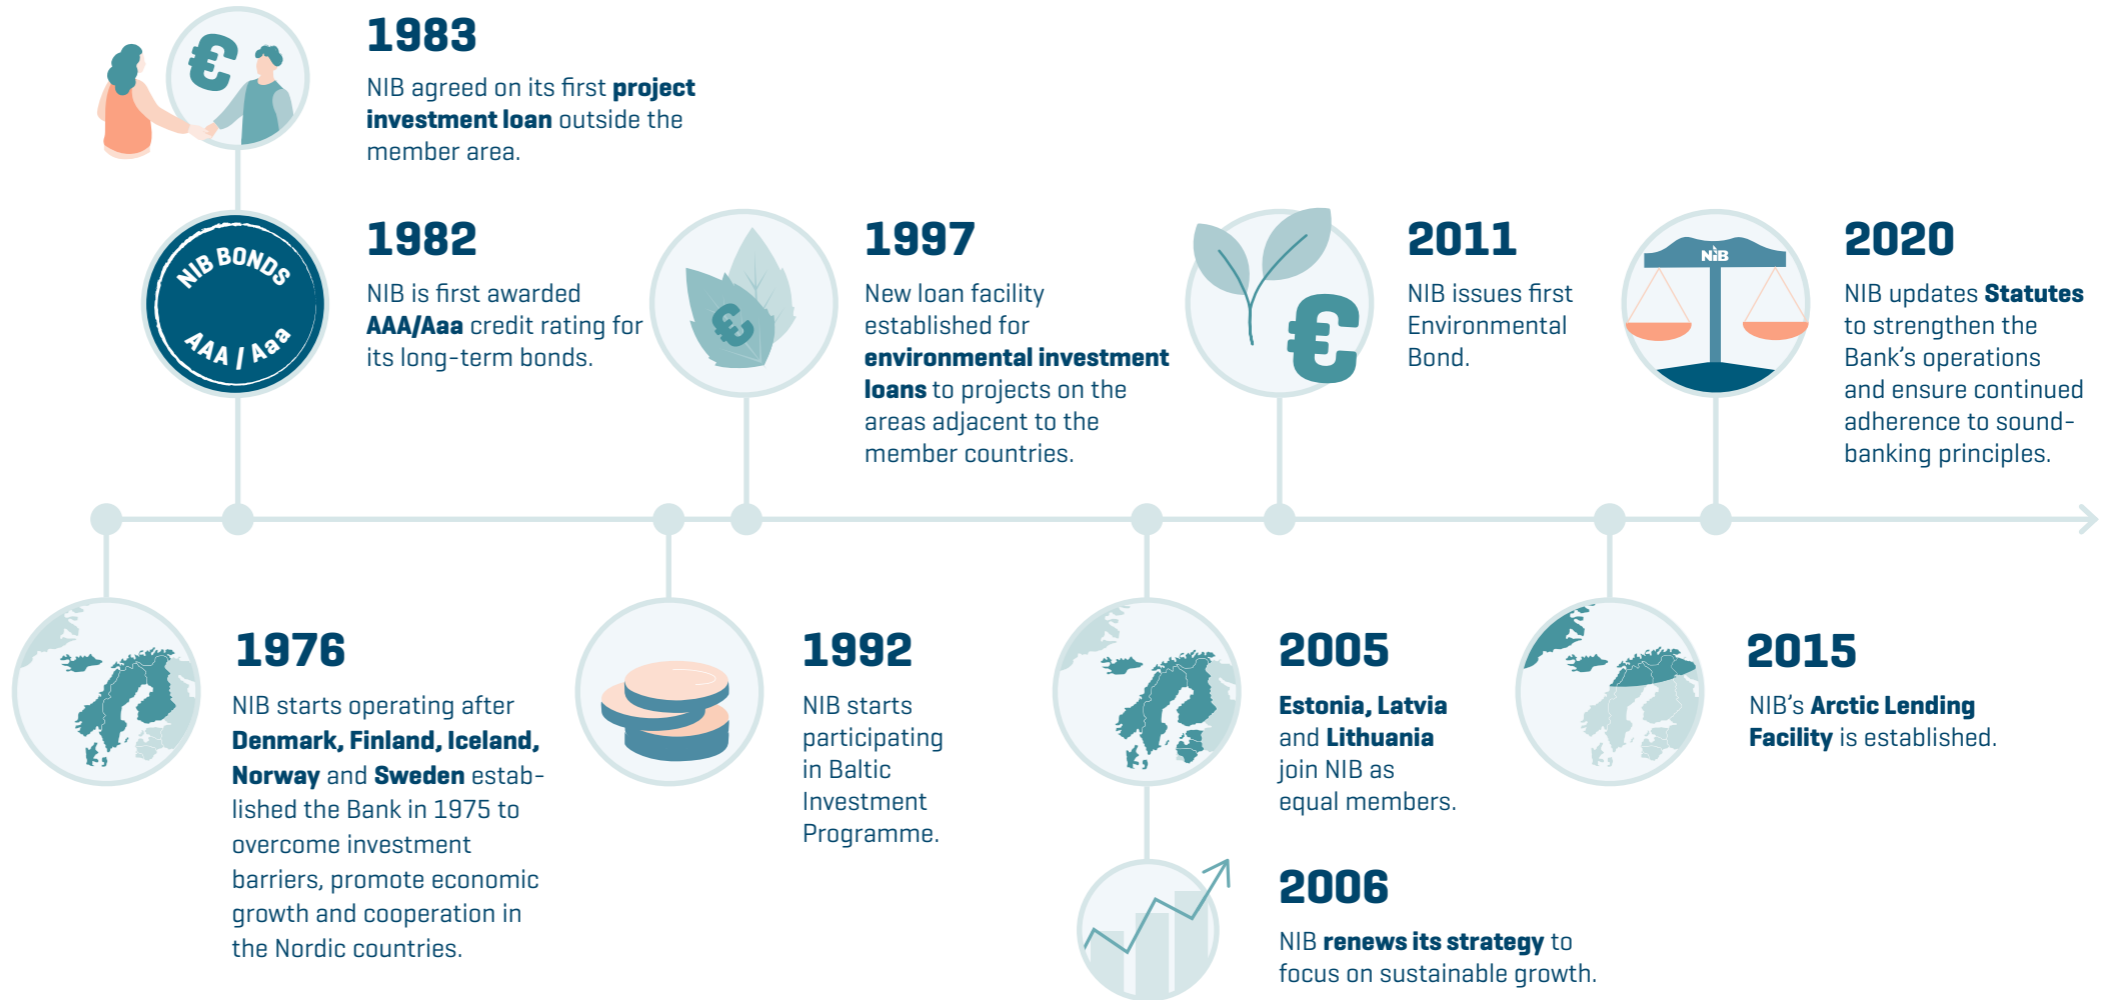 1983
NIB agreed on its first project
investment loan outside the
member area.
NIB BONDS
AAA / Aaa
1982
NIB is first awarded
AAA/Aaa credit rating for
its long-term bonds.
1997
New loan facility
established for
environmental investment
loans to projects on the
areas adjacent to the
member countries.
2011
NIB issues first
Environmental
Bond.
NIB
2020
NIB updates Statutes
to strengthen the
Bank's operations
and ensure continued
adherence to sound-
banking principles.
1976
NIB starts operating after
Denmark, Finland, Iceland,
Norway and Sweden estab-
lished the Bank in 1975 to
overcome investment
barriers, promote economic
growth and cooperation in
the Nordic countries.
1992
NIB starts
participating
in Baltic
Investment
Programme.
2005
Estonia, Latvia
and Lithuania
join NIB as
equal members.
2006
NIB renews its strategy to
focus on sustainable growth.
2015
NIB's Arctic Lending
Facility is established.